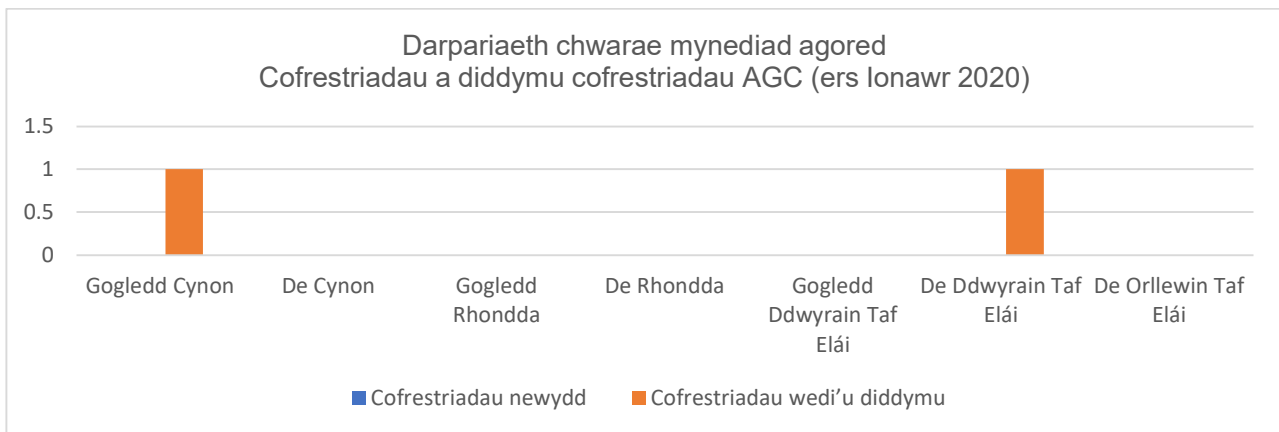 Darpariaeth chwarae mynediad agored
Cofrestriadau a diddymu cofrestriadau AGC (ers Ionawr 2020)
1.5
1
0.5
0
Gogledd Cynon
De Cynon
Gogledd
Rhondda
De Rhondda
Gogledd
Ddwyrain Taf
Elái
De Ddwyrain Taf
Elái
De Orllewin Taf
Elái
Cofrestriadau newydd
Cofrestriadau wedi’u diddymu